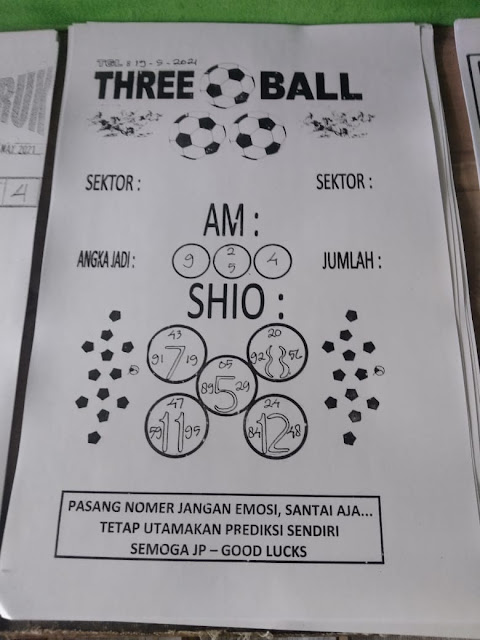 TGL : 19 - 5 - 2021
THREE BALL
SEKTOR : SEKTOR :
AM :
ANGKA JADI : 9 2 5 4 JUMLAH :
SHIO :
43 20
91 7 19 92 8 56
65
89 5 29
47 24
59 11 95 84 12 48
PASANG NOMER JANGAN EMOSI, SANTAI AJA...
TETAP UTAMAKAN PREDIKSI SENDIRI
SEMOGA JP – GOOD LUCKS
4